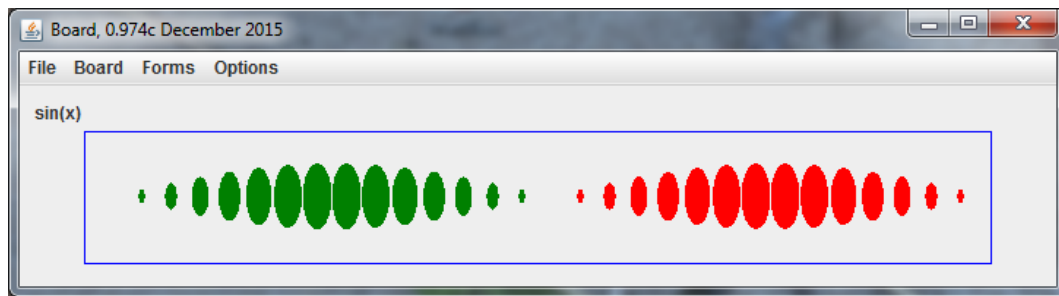 Board, 0.974c December 2015
File Board Forms Options
sin(x)